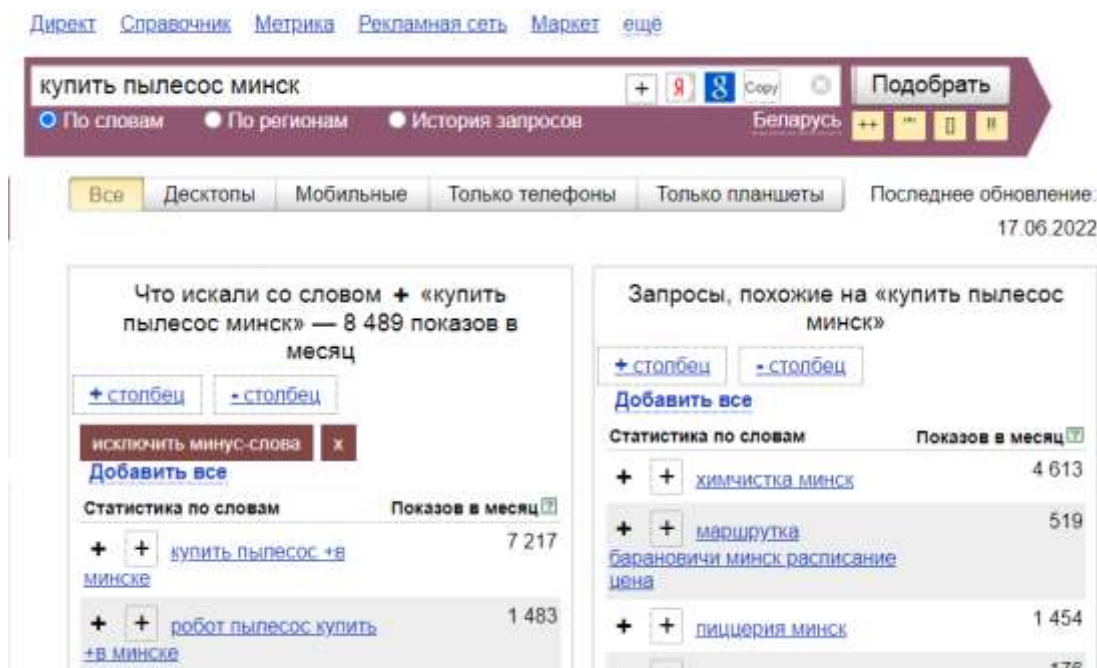 Директ Справочник Метрика Рекламная сеть Маркет ещё
купить пылесос минск + Я 8 Copy Подобрать
По словам По регионам История запросов Беларусь ++ "" [] !!
Все Десктопы Мобильные Только телефоны Только планшеты Последнее обновление:
17.06.2022
Что искали со словом + «купить
пылесос минск» — 8 489 показов в
месяц
+ столбец - столбец
исключить минус-слова x
Добавить все
Статистика по словам Показов в месяц ?
+ + купить пылесос +в 7 217
минске
+ + робот пылесос купить 1 483
+в минске
Запросы, похожие на «купить пылесос
минск»
+ столбец - столбец
Добавить все
Статистика по словам Показов в месяц ?
+ + химчистка минск 4 613
+ + маршрутка 519
барановичи минск расписание
цена
+ + пиццерия минск 1 454